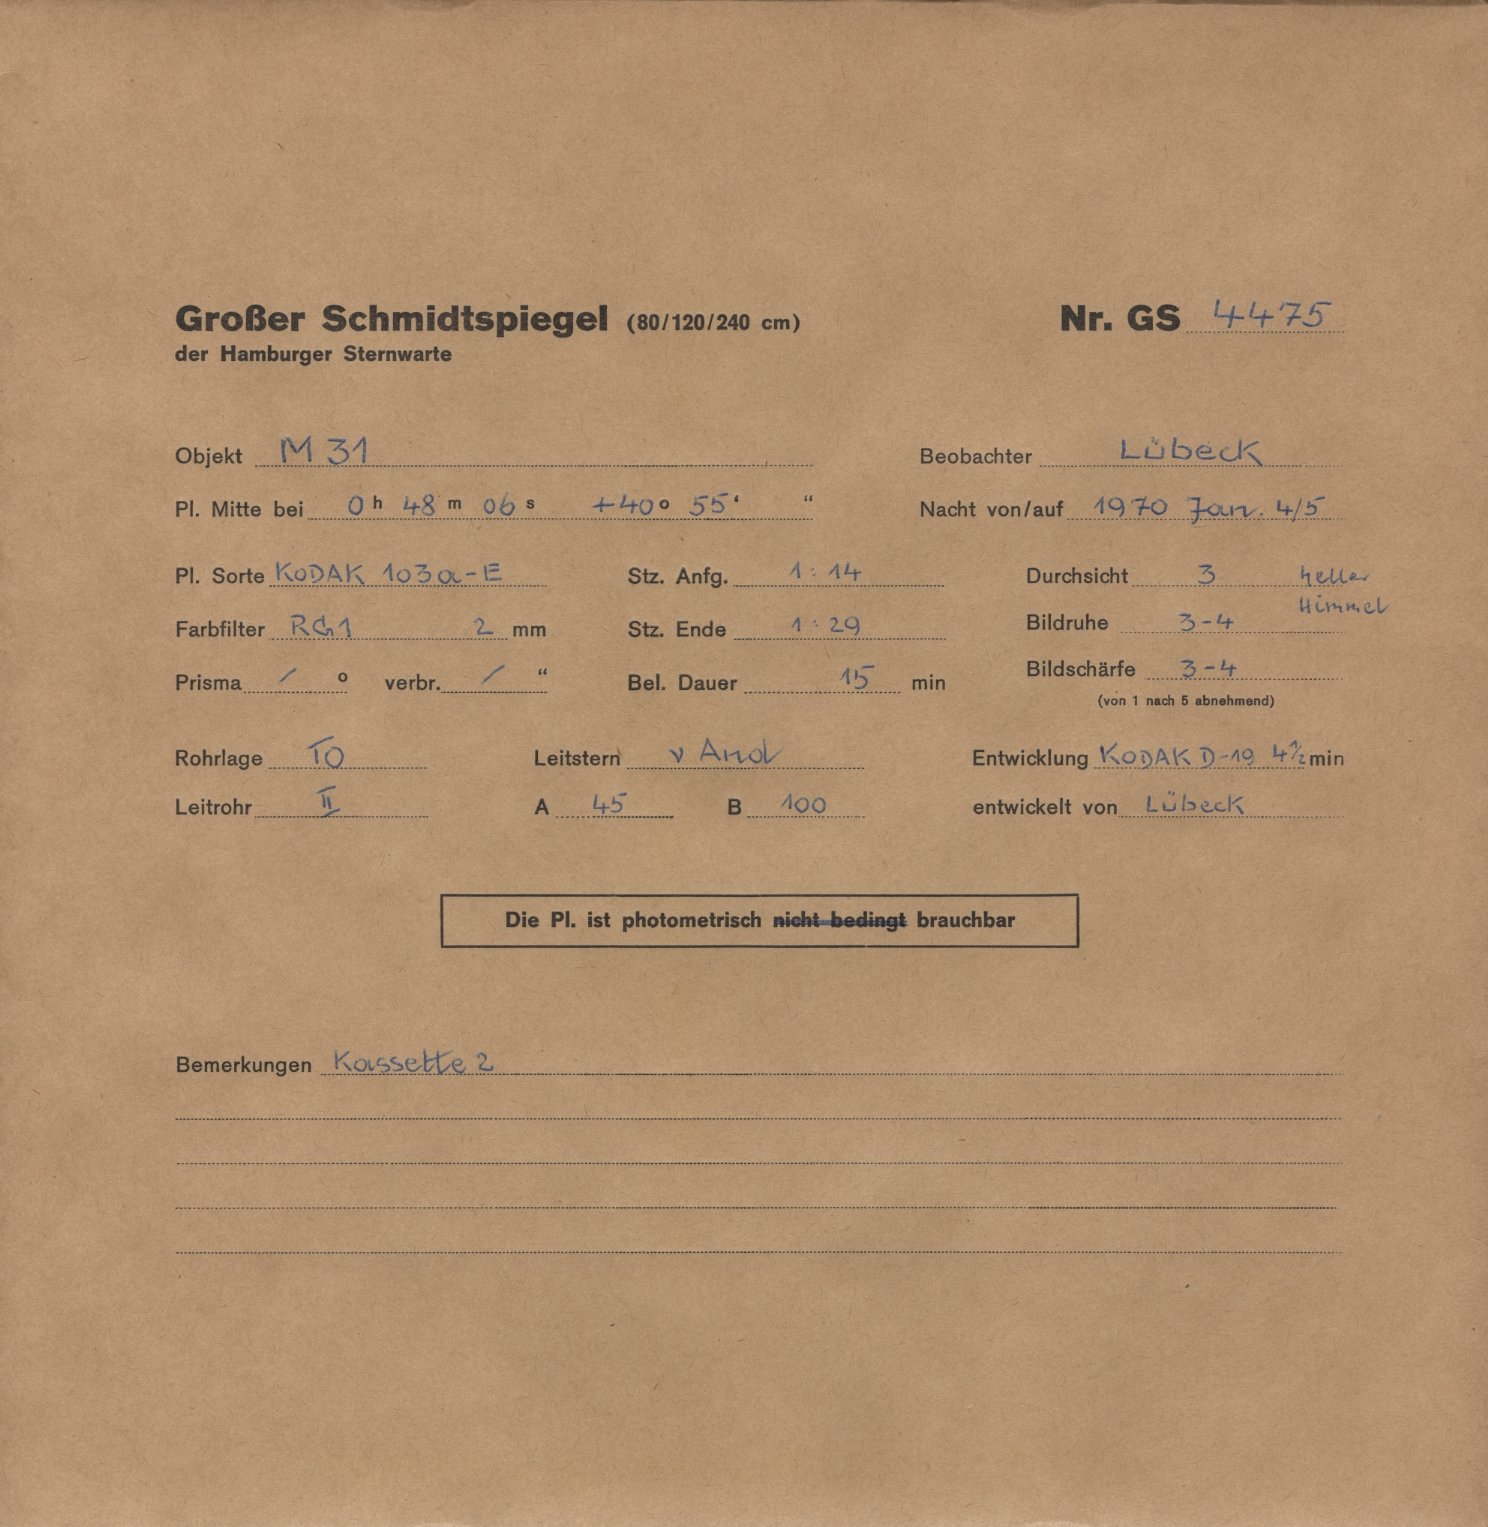 Großer Schmidtspiegel (80/120/240 cm) Nr. GS 4475
der Hamburger Sternwarte
Objekt M 31 Beobachter Lübeck
Pl. Mitte bei 0 h 48 m 06 s +40 o 55 ‘ “ Nacht von/auf 1970 Jan. 4/5
Pl. Sorte KODAK 103a-E Stz. Anfg. 1:14 Durchsicht 3 heller
Himmel
Farbfilter RG1 2 mm Stz. Ende 1:29 Bildruhe 3-4
Prisma / o verbr. / “ Bel. Dauer 15 min Bildschärfe 3-4
(von 1 nach 5 abnehmend)
Rohrlage TO Leitstern ν And Entwicklung KODAK D-19 4½ min
Leitrohr II A 45 B 100 entwickelt von Lübeck
Die Pl. ist photometrisch nicht bedingt brauchbar
Bemerkungen Kassette 2